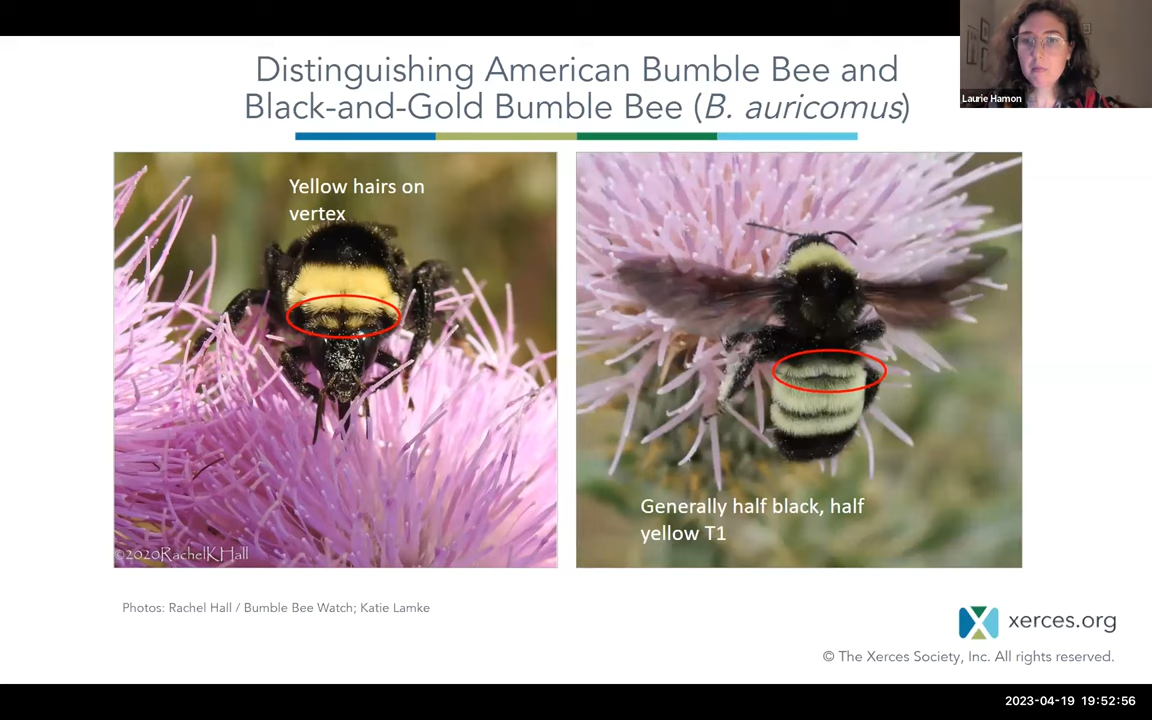 Distinguishing American Bumble Bee and
Black-and-Gold Bumble Bee (B. auricomus)
Laurie Hamon
Yellow hairs on
vertex
©2020RachelKHall
Generally half black, half
yellow T1
Photos: Rachel Hall / Bumble Bee Watch; Katie Lamke
xerces.org
© The Xerces Society, Inc. All rights reserved.
2023-04-19 19:52:56